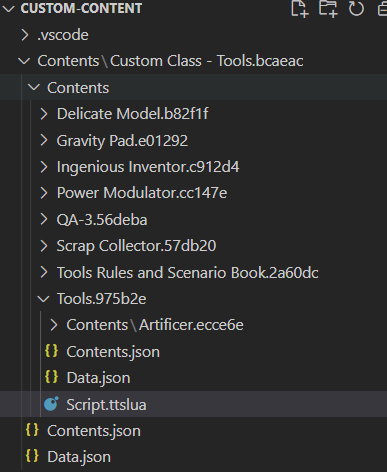 CUSTOM-CONTENT
.vscode
Contents\Custom Class - Tools.bcaeac
Contents
Delicate Model.b82f1f
Gravity Pad.e01292
Ingenious Inventor.c912d4
Power Modulator.cc147e
QA-3.56deba
Scrap Collector.57db20
Tools Rules and Scenario Book.2a60dc
Tools.975b2e
Contents\Artificer.ecce6e
{} Contents.json
{} Data.json
Script.ttslua
{} Contents.json
{} Data.json